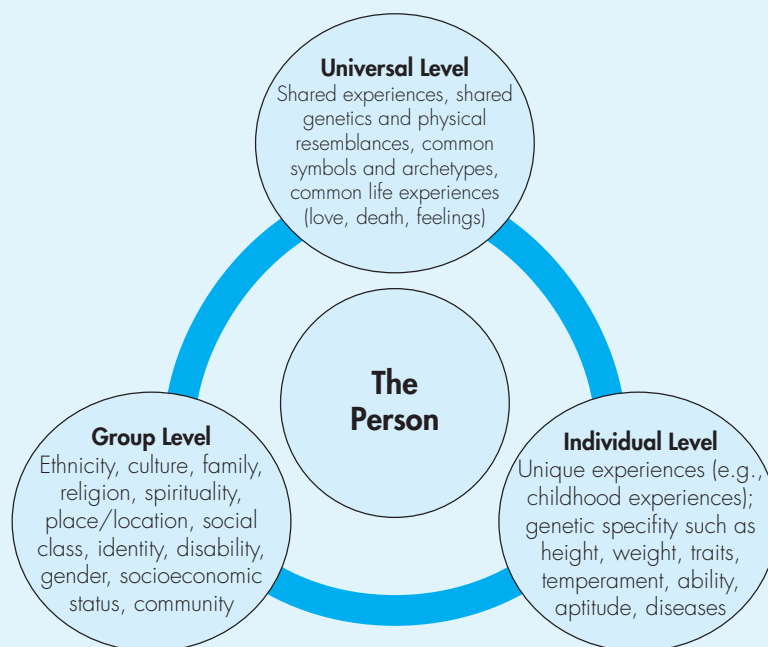 Universal Level
Shared experiences, shared
genetics and physical
resemblances, common
symbols and archetypes,
common life experiences
(love, death, feelings)
The
Person
Group Level
Ethnicity, culture, family,
religion, spirituality,
place/location, social
class, identity, disability,
gender, socioeconomic
status, community
Individual Level
Unique experiences (e.g.,
childhood experiences);
genetic specifity such as
height, weight, traits,
temperament, ability,
aptitude, diseases